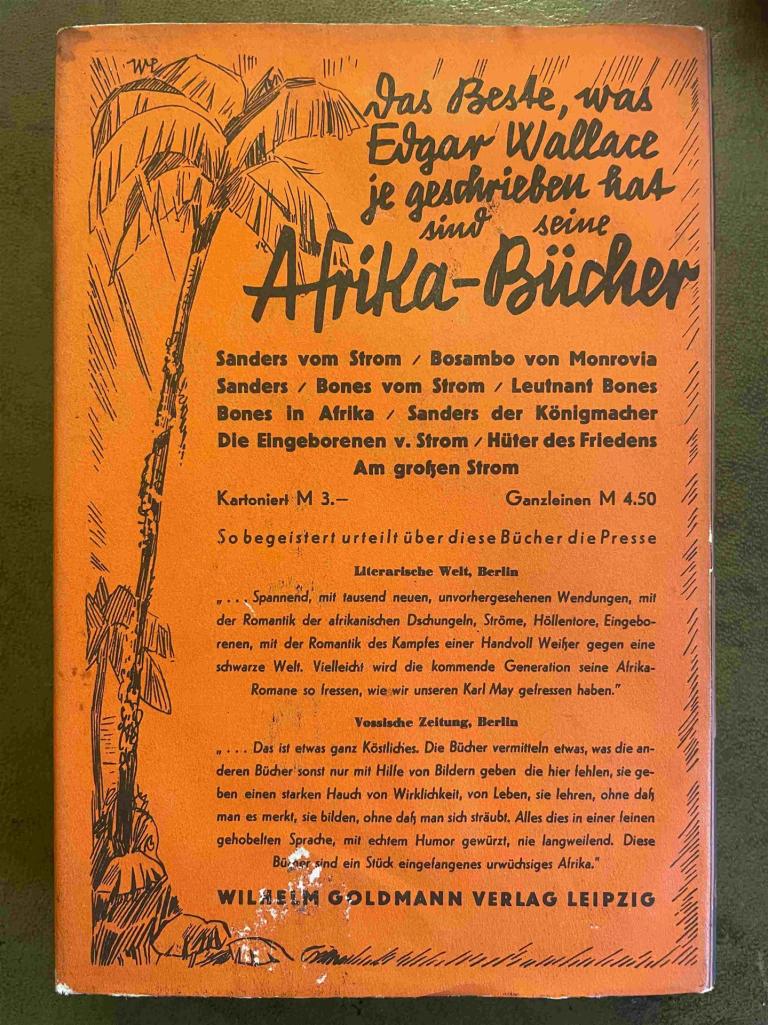 WP
Das Beste, was
Edgar Wallace
je geschrieben hat
sind seine
Afrika-Bücher
Sanders vom Strom / Bosambo von Monrovia
Sanders / Bones vom Strom / Leutnant Bones
Bones in Afrika / Sanders der Königmacher
Die Eingeborenen v. Strom / Hüter des Friedens
Am großen Strom
Kartoniert M 3.— Ganzleinen M 4.50
So begeistert urteilt über diese Bücher die Presse
Literarische Welt, Berlin
„... Spannend, mit tausend neuen, unvorhergesehenen Wendungen, mit
der Romantik der afrikanischen Dschungeln, Ströme, Höllentore, Eingebo-
renen, mit der Romantik des Kampfes einer Handvoll Weißer gegen eine
schwarze Welt. Vielleicht wird die kommende Generation seine Afrika-
Romane so fressen, wie wir unseren Karl May gefressen haben."
Vossische Zeitung, Berlin
„.... Das ist etwas ganz Köstliches. Die Bücher vermitteln etwas, was die an-
deren Bücher sonst nur mit Hilfe von Bildern geben die hier fehlen, sie ge-
ben einen starken Hauch von Wirklichkeit, von Leben, sie lehren, ohne daß
man es merkt, sie bilden, ohne daß man sich sträubt. Alles dies in einer feinen
gehobelten Sprache, mit echtem Humor gewürzt, nie langweilend. Diese
Bücher sind ein Stück eingefangenes urwüchsiges Afrika."
WILHELM GOLDMANN VERLAG LEIPZIG